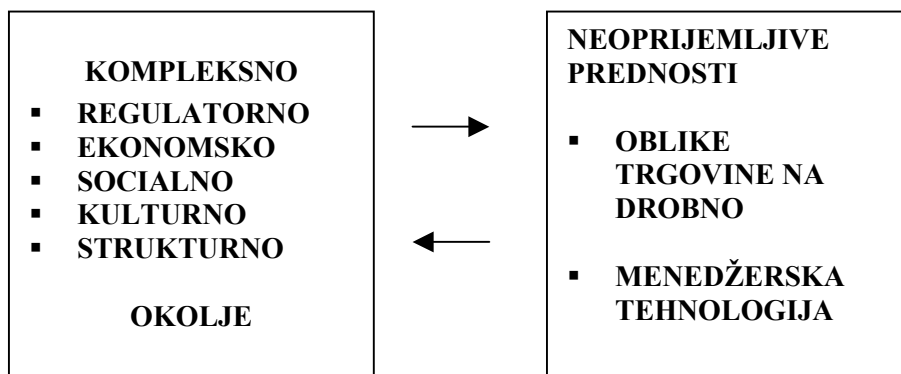 KOMPLEKSNO
▪ REGULATORNO
▪ EKONOMSKO
▪ SOCIALNO
▪ KULTURNO
▪ STRUKTURNO
OKOLJE
NEOPRIJEMLJIVE
PREDNOSTI
▪ OBLIKE
TRGOVINE NA
DROBNO
▪ MENEDŽERSKA
TEHNOLOGIJA